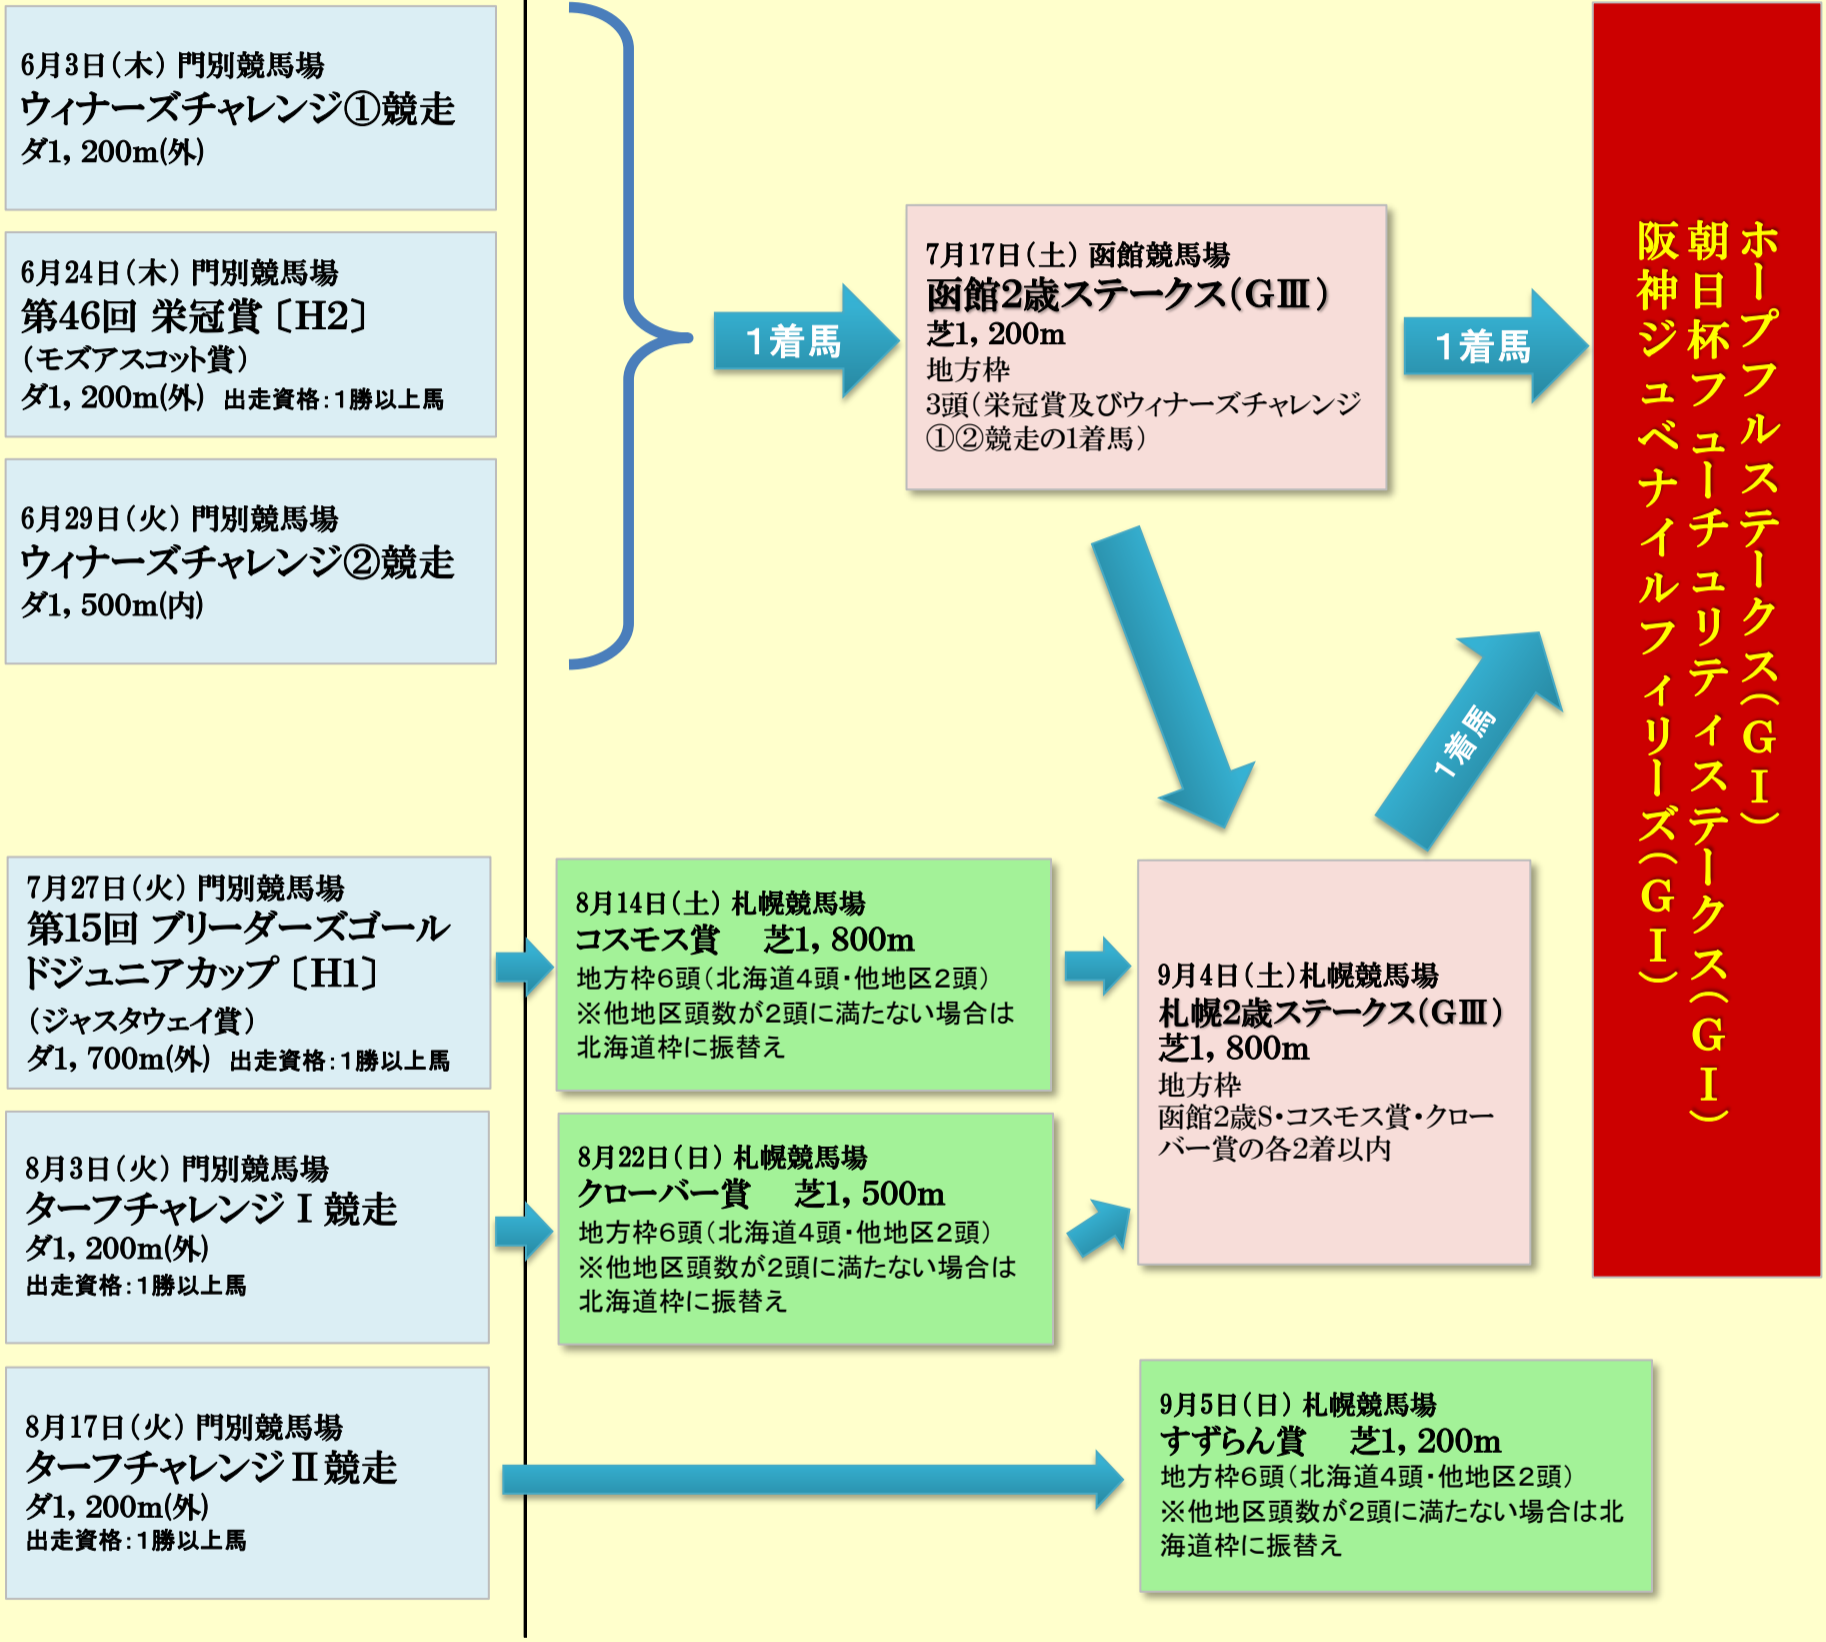 6月3日(木) 門別競馬場
ウィナーズチャレンジ①競走
ダ1, 200m(外)
6月24日(木) 門別競馬場
第46回 栄冠賞〔H2〕
(モズアスコット賞)
ダ1, 200m(外) 出走資格:1勝以上馬
6月29日(火) 門別競馬場
ウィナーズチャレンジ②競走
ダ1, 500m(内)
1着馬
7月17日(土) 函館競馬場
函館2歳ステークス(GⅢ)
芝1, 200m
地方枠
3頭(栄冠賞及びウィナーズチャレンジ
①②競走の1着馬)
1着馬
ホープフルステークス(GⅠ)
朝日杯フューチュリティステークス(GⅠ)
阪神ジュベナイルフィリーズ(GⅠ)
1着馬
7月27日(火) 門別競馬場
第15回 ブリーダーズゴール
ドジュニアカップ〔H1〕
(ジャスタウェイ賞)
ダ1, 700m(外) 出走資格:1勝以上馬
8月14日(土) 札幌競馬場
コスモス賞 芝1, 800m
地方枠6頭(北海道4頭・他地区2頭)
※他地区頭数が2頭に満たない場合は
北海道枠に振替え
9月4日(土)札幌競馬場
札幌2歳ステークス(GⅢ)
芝1, 800m
地方枠
函館2歳S・コスモス賞・クロー
バー賞の各2着以内
8月3日(火) 門別競馬場
ターフチャレンジⅠ競走
ダ1, 200m(外)
出走資格:1勝以上馬
8月22日(日) 札幌競馬場
クローバー賞 芝1, 500m
地方枠6頭(北海道4頭・他地区2頭)
※他地区頭数が2頭に満たない場合は
北海道枠に振替え
8月17日(火) 門別競馬場
ターフチャレンジⅡ競走
ダ1, 200m(外)
出走資格:1勝以上馬
9月5日(日) 札幌競馬場
すずらん賞 芝1, 200m
地方枠6頭(北海道4頭・他地区2頭)
※他地区頭数が2頭に満たない場合は北
海道枠に振替え